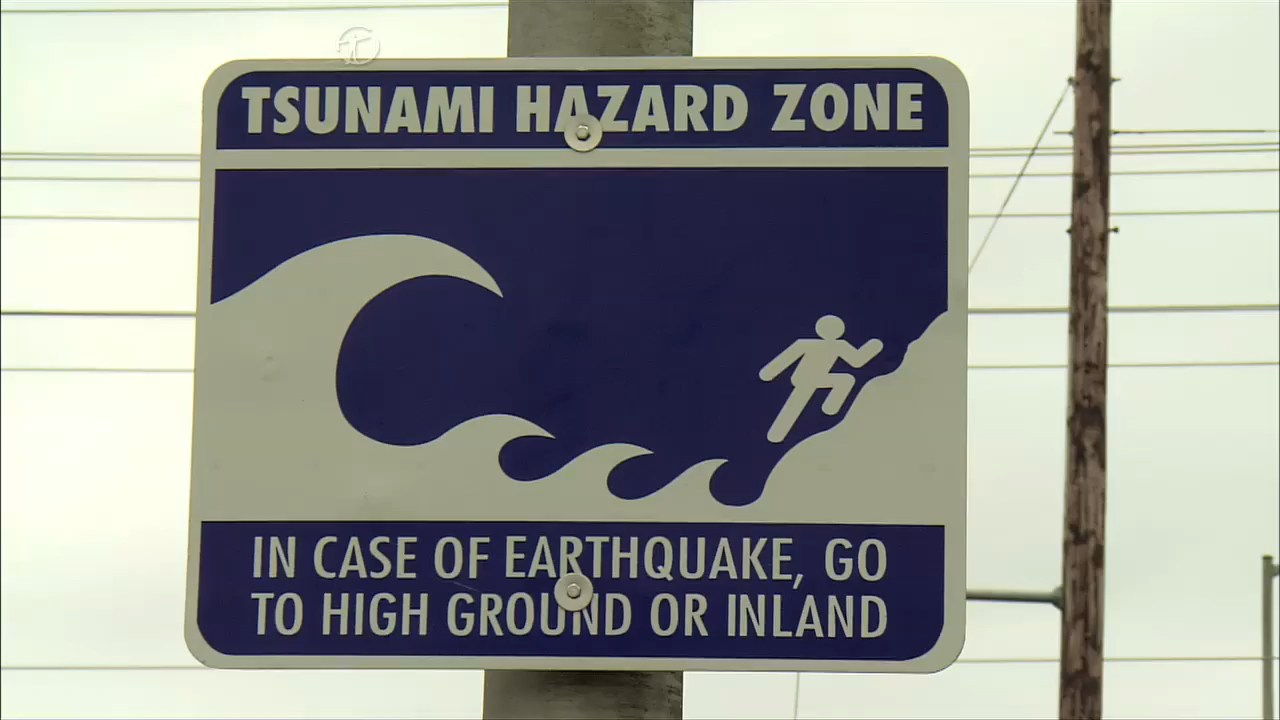 TSUNAMI HAZARD ZONE
IN CASE OF EARTHQUAKE, GO
TO HIGH GROUND OR INLAND